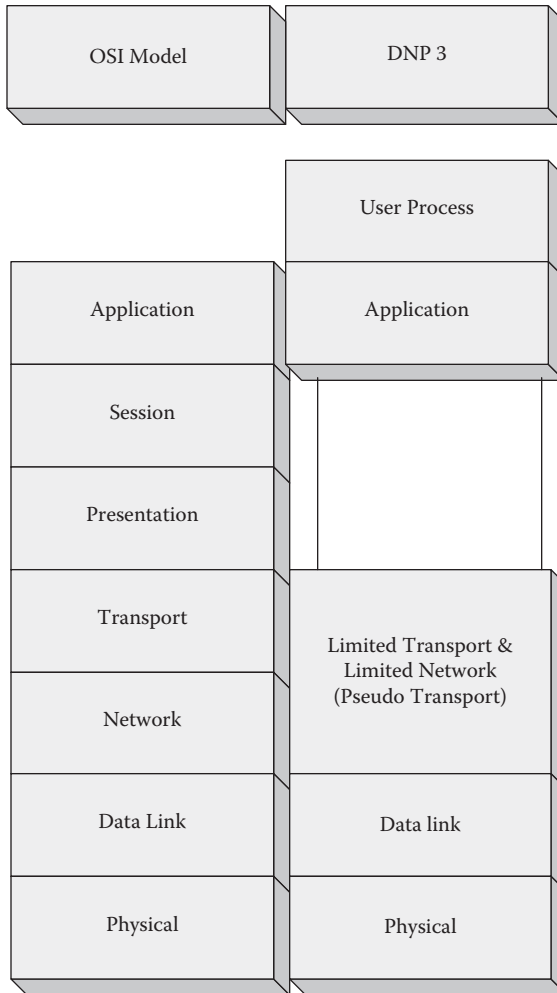 OSI Model
DNP 3
User Process
Application
Application
Session
Presentation
Transport
Limited Transport &
Limited Network
(Pseudo Transport)
Network
Data Link
Data link
Physical
Physical